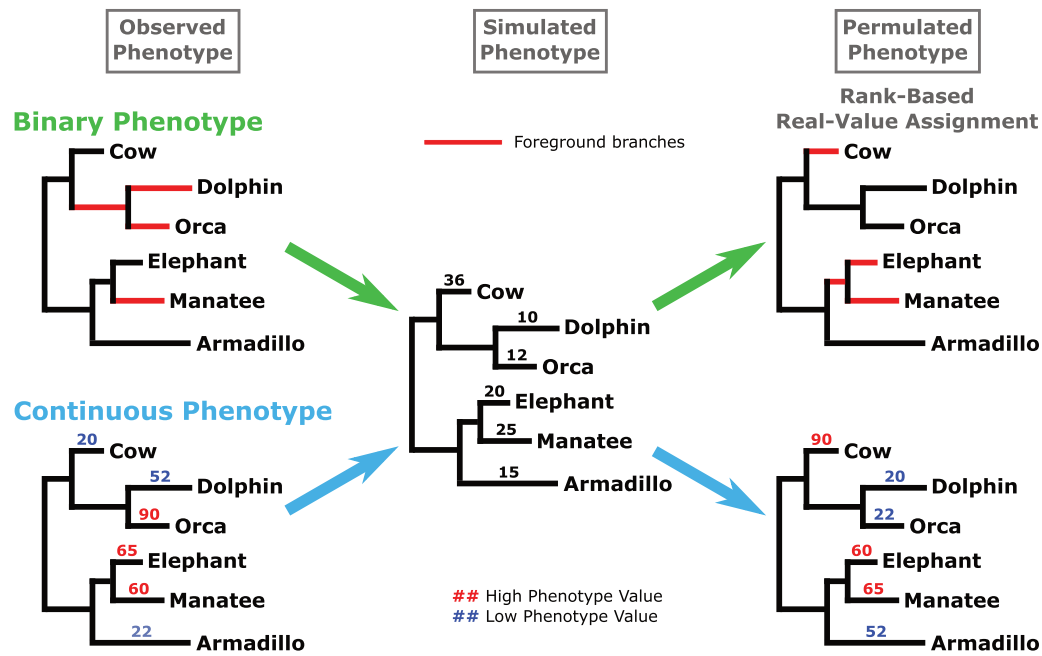 Observed
Phenotype
Simulated
Phenotype
Permulated
Phenotype
Rank-Based
Real-Value Assignment
Binary Phenotype
Foreground branches
Cow
Dolphin
Orca
Elephant
Manatee
Armadillo
Cow
Dolphin
Orca
Elephant
Manatee
Armadillo
36
Cow
10
Dolphin
12
Orca
20
Elephant
25
Manatee
15
Armadillo
Continuous Phenotype
20
Cow
52
Dolphin
90
Orca
65
Elephant
60
Manatee
22
Armadillo
90
Cow
20
Dolphin
22
Orca
60
Elephant
65
Manatee
52
Armadillo
## High Phenotype Value
## Low Phenotype Value